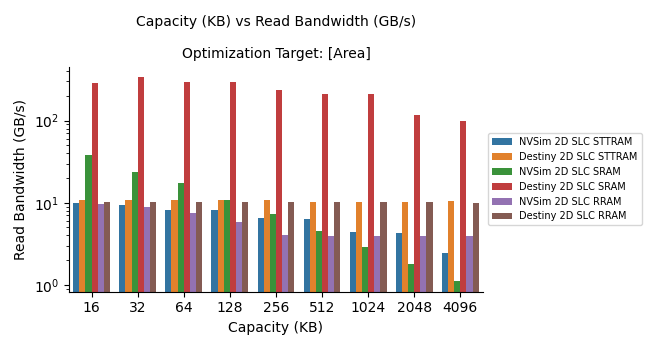 Capacity (KB) vs Read Bandwidth (GB/s)
Optimization Target: [Area]
Read Bandwidth (GB/s)
10²
10¹
10⁰
16 32 64 128 256 512 1024 2048 4096
Capacity (KB)
NVSim 2D SLC STTRAM
Destiny 2D SLC STTRAM
NVSim 2D SLC SRAM
Destiny 2D SLC SRAM
NVSim 2D SLC RRAM
Destiny 2D SLC RRAM